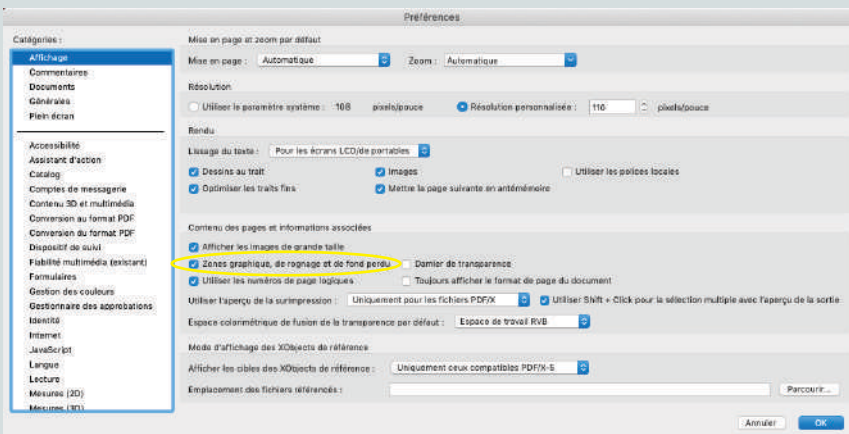 Préférences
Catégories :
Affichage
Commentaires
Documents
Générales
Plein écran
Accessibilité
Assistant d'action
Catalog
Comptes de messagerie
Contenu 3D et multimédia
Conversion au format PDF
Conversion du format PDF
Dispositif de suivi
Fiabilité multimédia (existant)
Formulaires
Gestion des couleurs
Gestionnaire des approbations
Identité
Internet
JavaScript
Langue
Lecture
Mesures (2D)
Mesures (3D)
Mise en page et zoom par défaut
Mise en page : Automatique Zoom : Automatique
Résolution
Utiliser le paramètre système : 108 pixels/pouce Résolution personnalisée : 110 pixels/pouce
Rendu
Lissage du texte : Pour les écrans LCD/de portables
Dessins au trait Images Utiliser les polices locales
Optimiser les traits fins Mettre la page suivante en antémémoire
Contenu des pages et informations associées
Afficher les images de grande taille
Zones graphique, de rognage et de fond perdu Damier de transparence
Utiliser les numéros de page logiques Toujours afficher le format de page du document
Utiliser l'aperçu de la surimpression : Uniquement pour les fichiers PDF/X Utiliser Shift + Click pour la sélection multiple avec l'aperçu de la sortie
Espace colorimétrique de fusion de la transparence par défaut : Espace de travail RVB
Mode d'affichage des XObjects de référence
Afficher les cibles des XObjects de référence : Uniquement ceux compatibles PDF/X-5
Emplacement des fichiers référencés : Parcourir...
Annuler OK